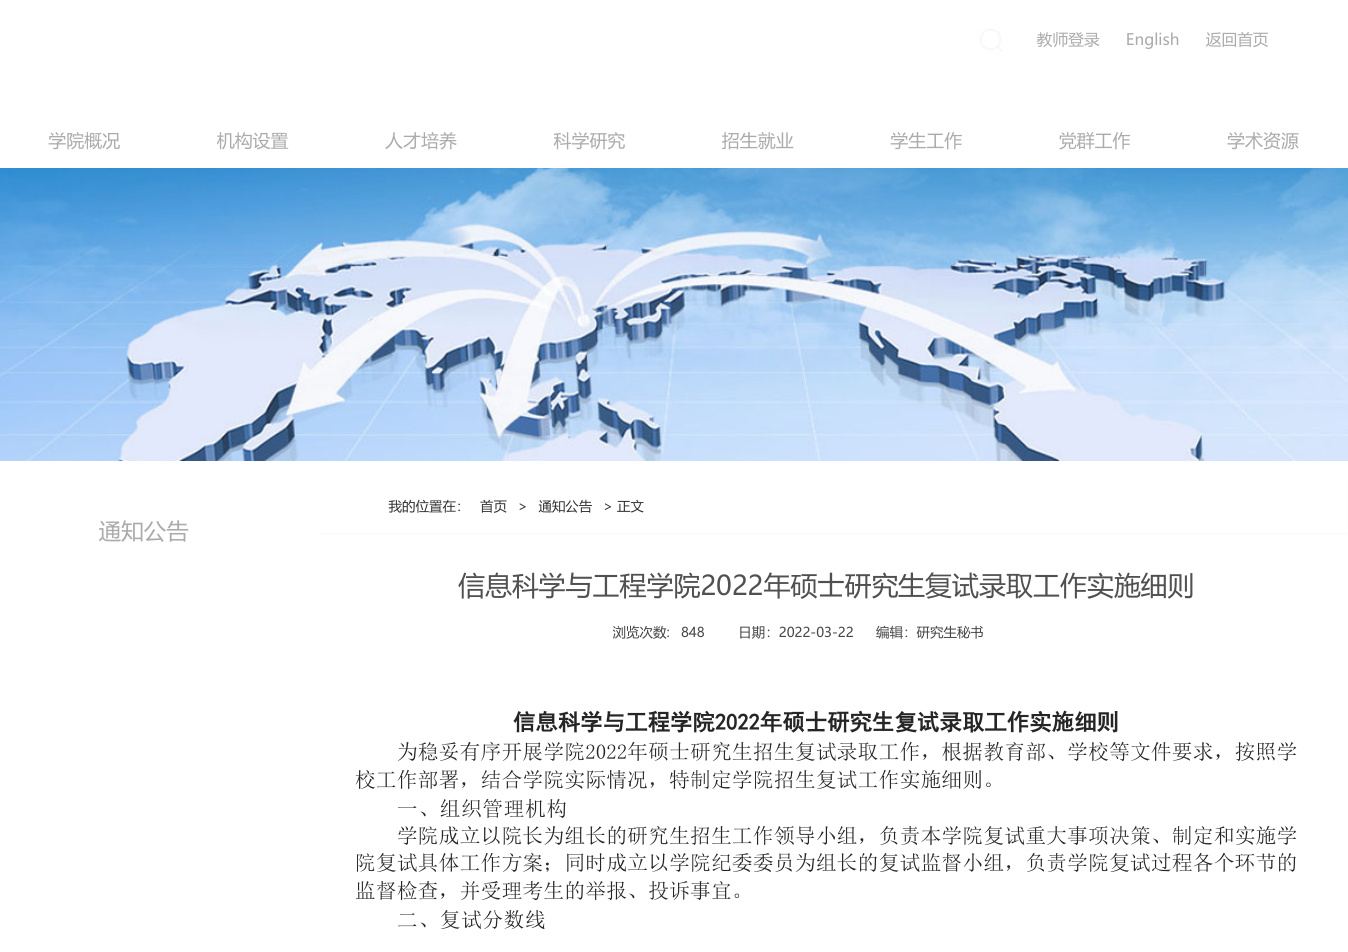 教师登录 English 返回首页
学院概况 机构设置 人才培养 科学研究 招生就业 学生工作 党群工作 学术资源
我的位置在： 首页 > 通知公告 > 正文
通知公告
信息科学与工程学院2022年硕士研究生复试录取工作实施细则
浏览次数: 848 日期：2022-03-22 编辑：研究生秘书
信息科学与工程学院2022年硕士研究生复试录取工作实施细则
为稳妥有序开展学院2022年硕士研究生招生复试录取工作，根据教育部、学校等文件要求，按照学
校工作部署，结合学院实际情况，特制定学院招生复试工作实施细则。
一、组织管理机构
学院成立以院长为组长的研究生招生工作领导小组，负责本学院复试重大事项决策、制定和实施学
院复试具体工作方案；同时成立以学院纪委委员为组长的复试监督小组，负责学院复试过程各个环节的
监督检查，并受理考生的举报、投诉事宜。
二、复试分数线